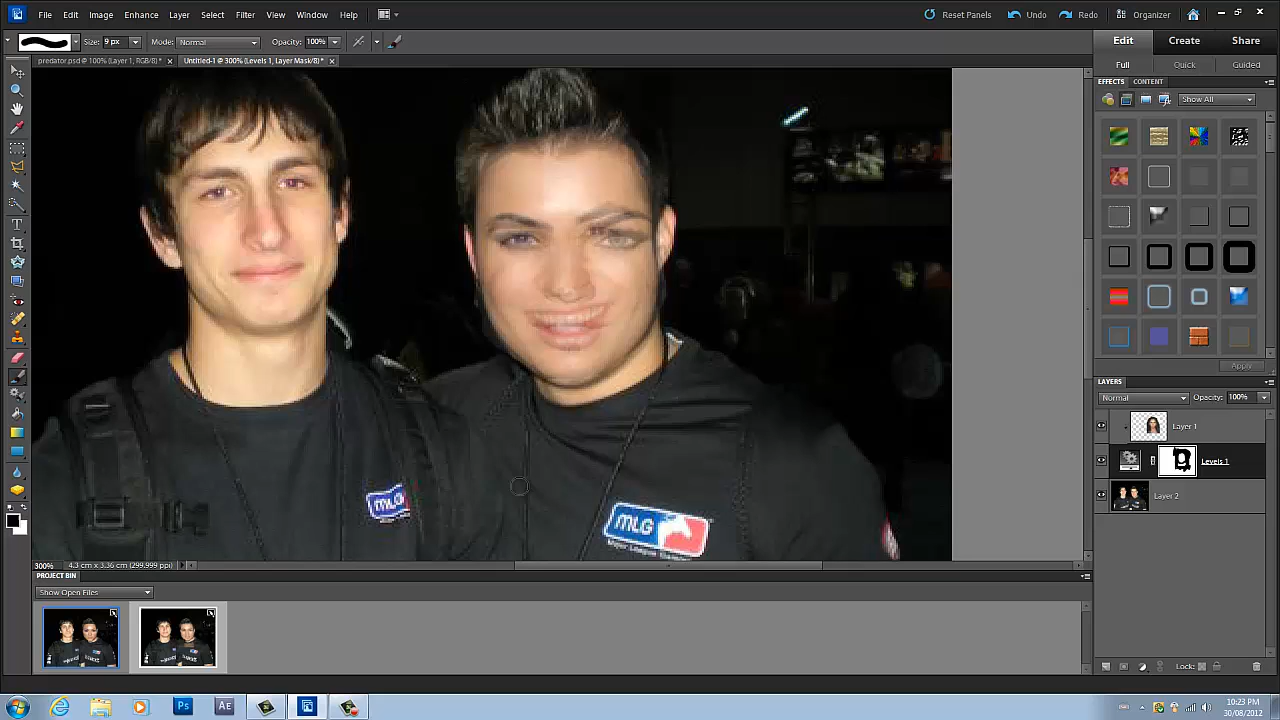 File Edit Image Enhance Layer Select Filter View Window Help
Reset Panels Undo Redo Organizer
Size: 9 px Mode: Normal Opacity: 100%
Edit Create Share
predator.psd @ 100% (Layer 1, RGB/8) * Untitled-1 @ 300% (Levels 1, Layer Mask/8) *
Full Quick Guided
EFFECTS CONTENT
Show All
Apply
LAYERS
Normal Opacity: 100%
Layer 1
Levels 1
Layer 2
MLG
MLG
300% 4.3 cm x 3.36 cm (299.999 ppi)
PROJECT BIN
Show Open Files
Lock:
Ps
Ae
10:23 PM
30/08/2012